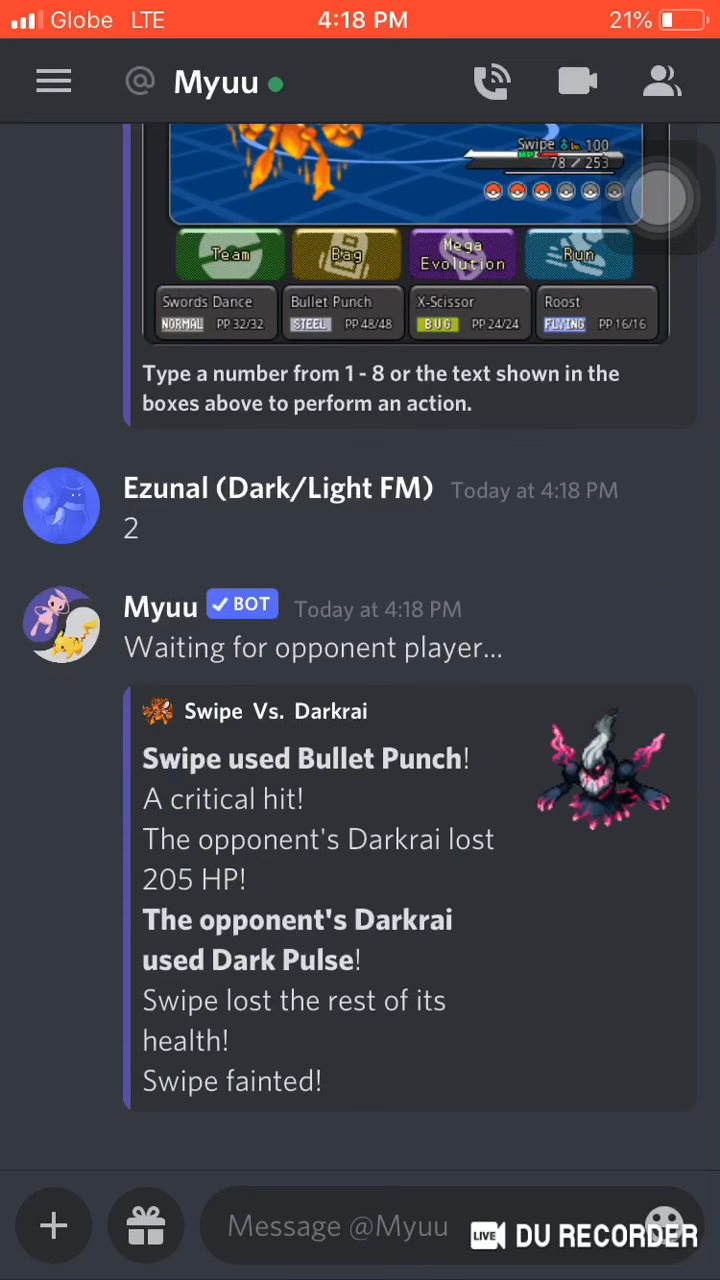 Globe LTE 4:18 PM 21%
@ Myuu
Swipe Lv. 100
HP
78 / 253
Team Bag Mega Evolution Run
Swords Dance Bullet Punch X-Scissor Roost
NORMAL PP 32/32 STEEL PP 48/48 BUG PP 24/24 FLYING PP 16/16
Type a number from 1 - 8 or the text shown in the
boxes above to perform an action.
Ezunal (Dark/Light FM) Today at 4:18 PM
2
Myuu BOT Today at 4:18 PM
Waiting for opponent player...
Swipe Vs. Darkrai
Swipe used Bullet Punch!
A critical hit!
The opponent's Darkrai lost
205 HP!
The opponent's Darkrai
used Dark Pulse!
Swipe lost the rest of its
health!
Swipe fainted!
Message @Myuu
LIVE DU RECORDER